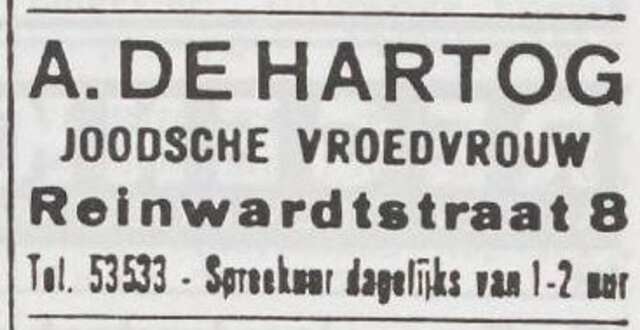 A. DE HARTOG
JOODSCHE VROEDVROUW
Reinwardtstraat 8
Tel. 53533 - Spreekuur dagelijks van 1-2 uur